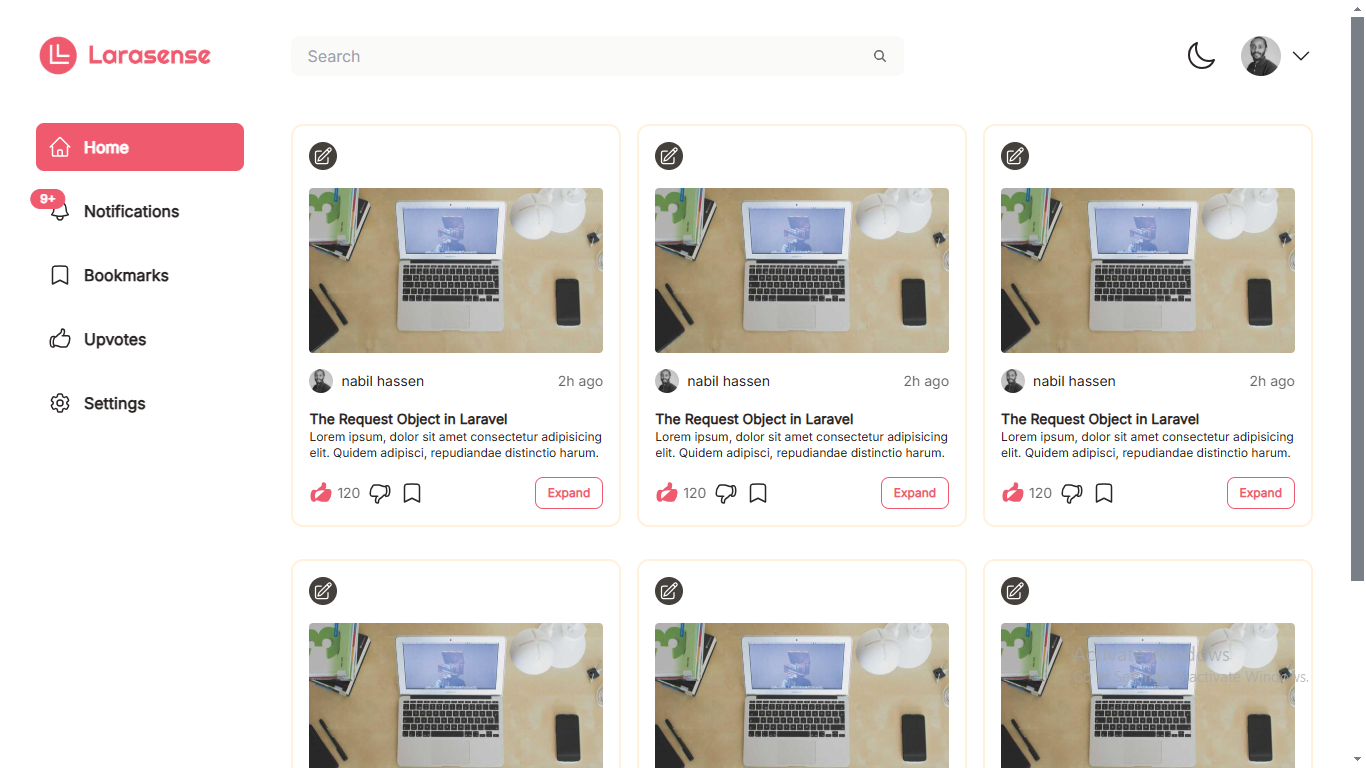 Larasense
Search
Home
9+
Notifications
Bookmarks
Upvotes
Settings
nabil hassen 2h ago
The Request Object in Laravel
Lorem ipsum, dolor sit amet consectetur adipisicing
elit. Quidem adipisci, repudiandae distinctio harum.
120 Expand
nabil hassen 2h ago
The Request Object in Laravel
Lorem ipsum, dolor sit amet consectetur adipisicing
elit. Quidem adipisci, repudiandae distinctio harum.
120 Expand
nabil hassen 2h ago
The Request Object in Laravel
Lorem ipsum, dolor sit amet consectetur adipisicing
elit. Quidem adipisci, repudiandae distinctio harum.
120 Expand
Activate Windows
activate Windows.